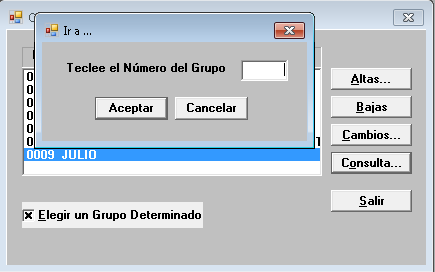 Ir a ...
Teclee el Número del Grupo
Aceptar
Cancelar
0009 JULIO
Altas...
Bajas
Cambios...
Consulta...
Salir
Elegir un Grupo Determinado